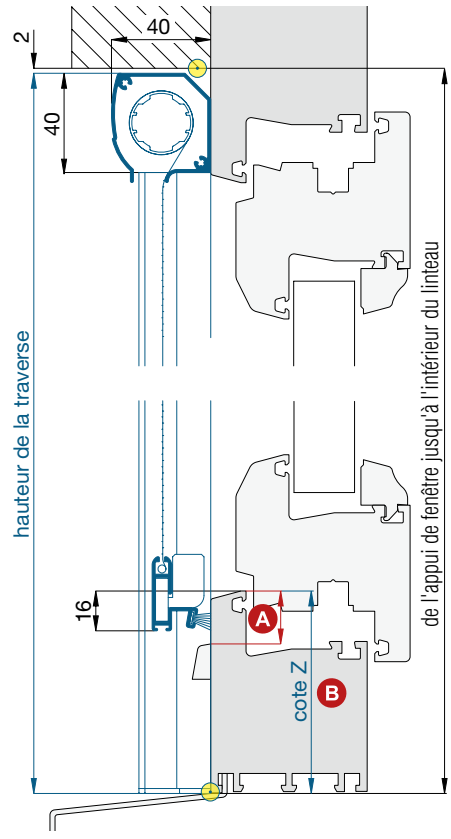 2
40
40
hauteur de la traverse
de l'appui de fenêtre jusqu'à l'intérieur du linteau
16
A
cote Z
B